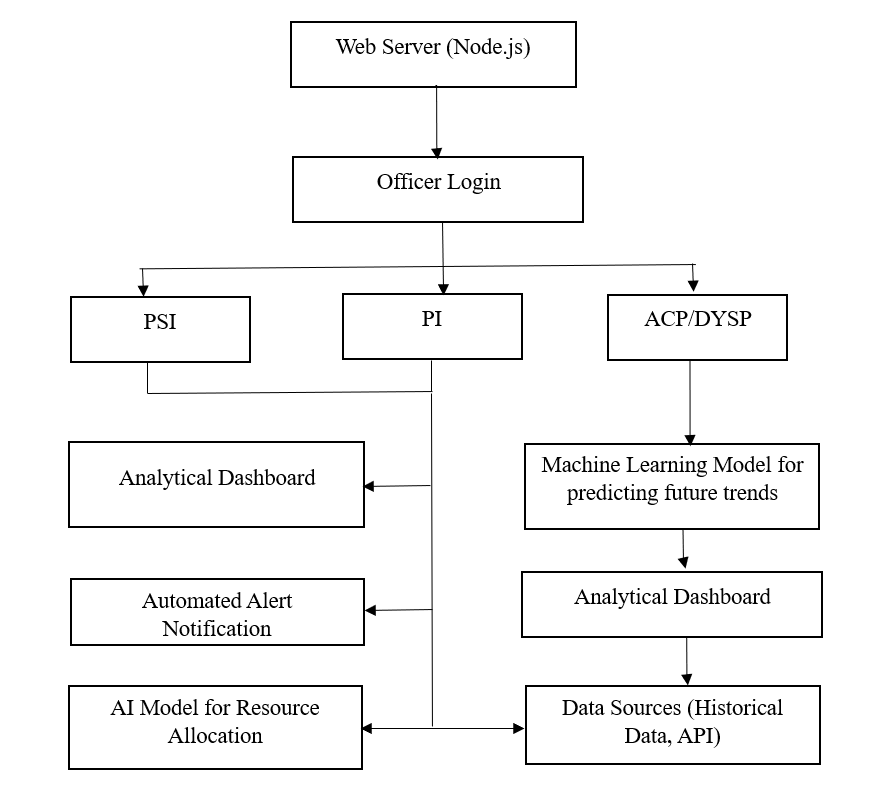 Web Server (Node.js)
Officer Login
PSI
PI
ACP/DYSP
Analytical Dashboard
Machine Learning Model for
predicting future trends
Automated Alert
Notification
Analytical Dashboard
AI Model for Resource
Allocation
Data Sources (Historical
Data, API)